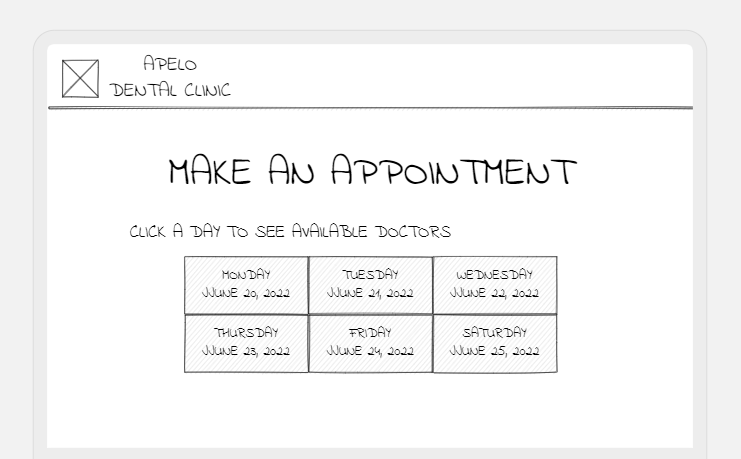 APELO
DENTAL CLINIC
MAKE AN APPOINTMENT
CLICK A DAY TO SEE AVAILABLE DOCTORS
MONDAY
JUNE 20, 2022
TUESDAY
JUNE 21, 2022
WEDNESDAY
JUNE 22, 2022
THURSDAY
JUNE 23, 2022
FRIDAY
JUNE 24, 2022
SATURDAY
JUNE 25, 2022